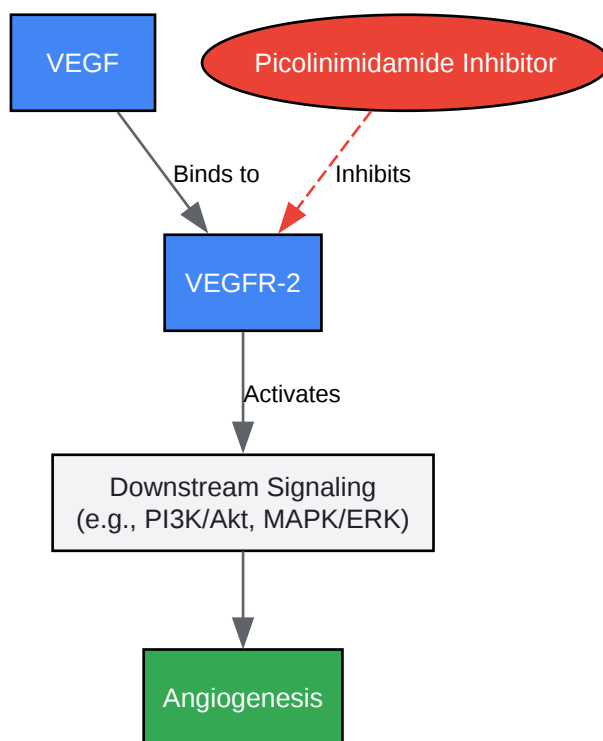 VEGF
Picolinimidamide Inhibitor
Binds to
Inhibits
VEGFR-2
Activates
Downstream Signaling
(e.g., PI3K/Akt, MAPK/ERK)
Angiogenesis